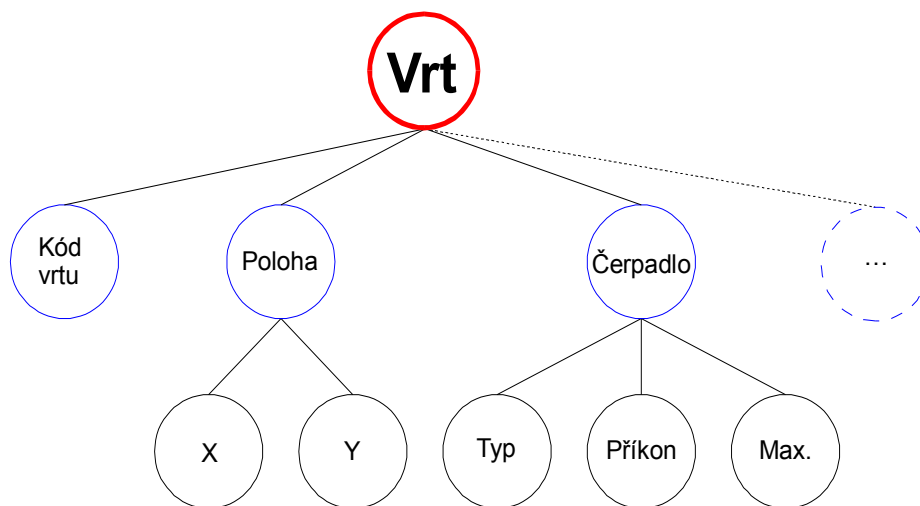 Vrt
Kód
vrtu
Poloha
Čerpadlo
...
X
Y
Typ
Příkon
Max.